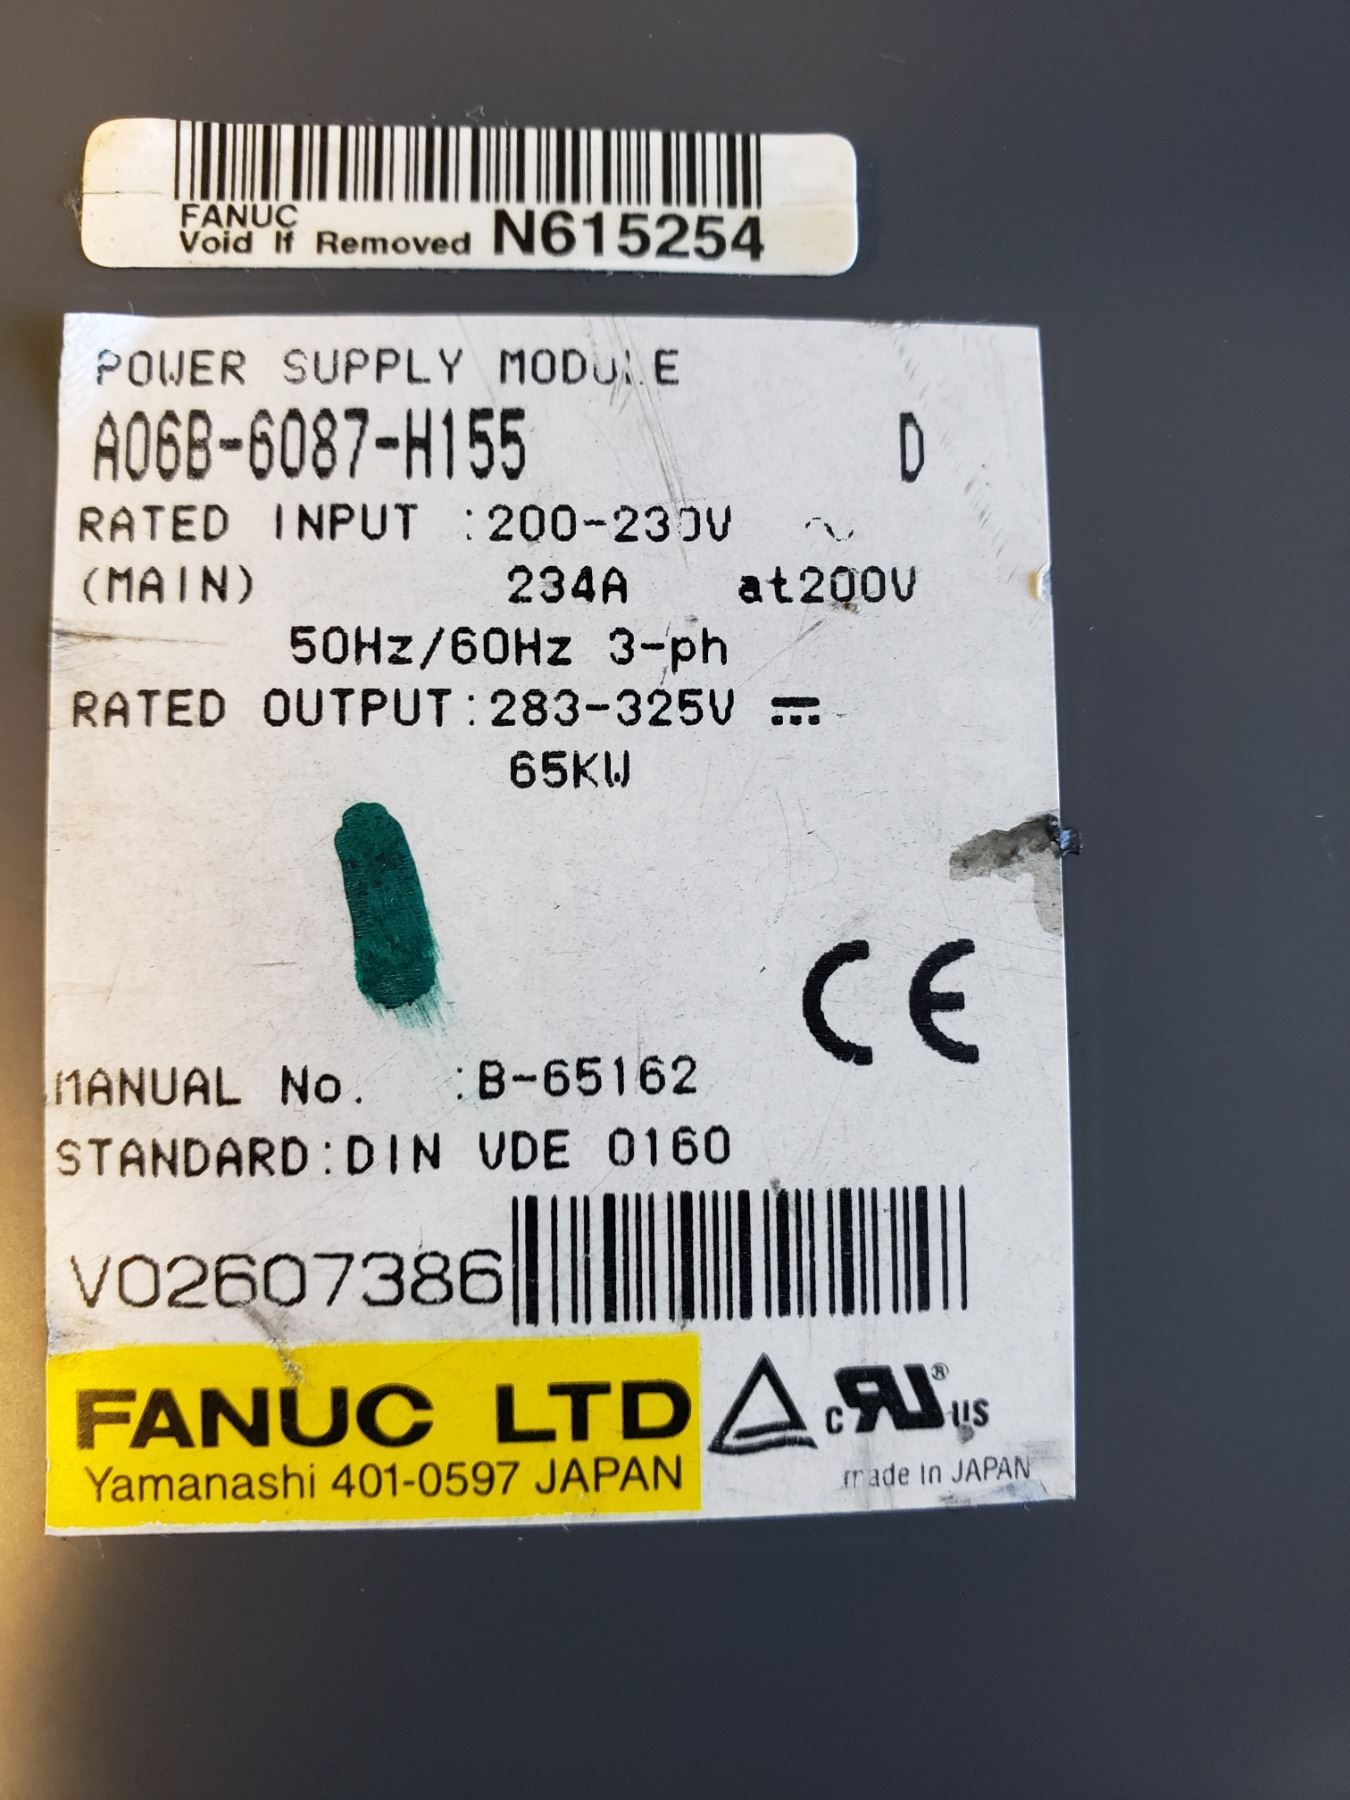 FANUC
Void If Removed N615254
POWER SUPPLY MODULE
A06B-6087-H155 D
RATED INPUT :200-230V ~
(MAIN) 234A at200V
50Hz/60Hz 3-ph
RATED OUTPUT:283-325V ⎓
65KW
CE
MANUAL No. :B-65162
STANDARD:DIN VDE 0160
V02607386
FANUC LTD
Yamanashi 401-0597 JAPAN
c RU ® us
made in JAPAN